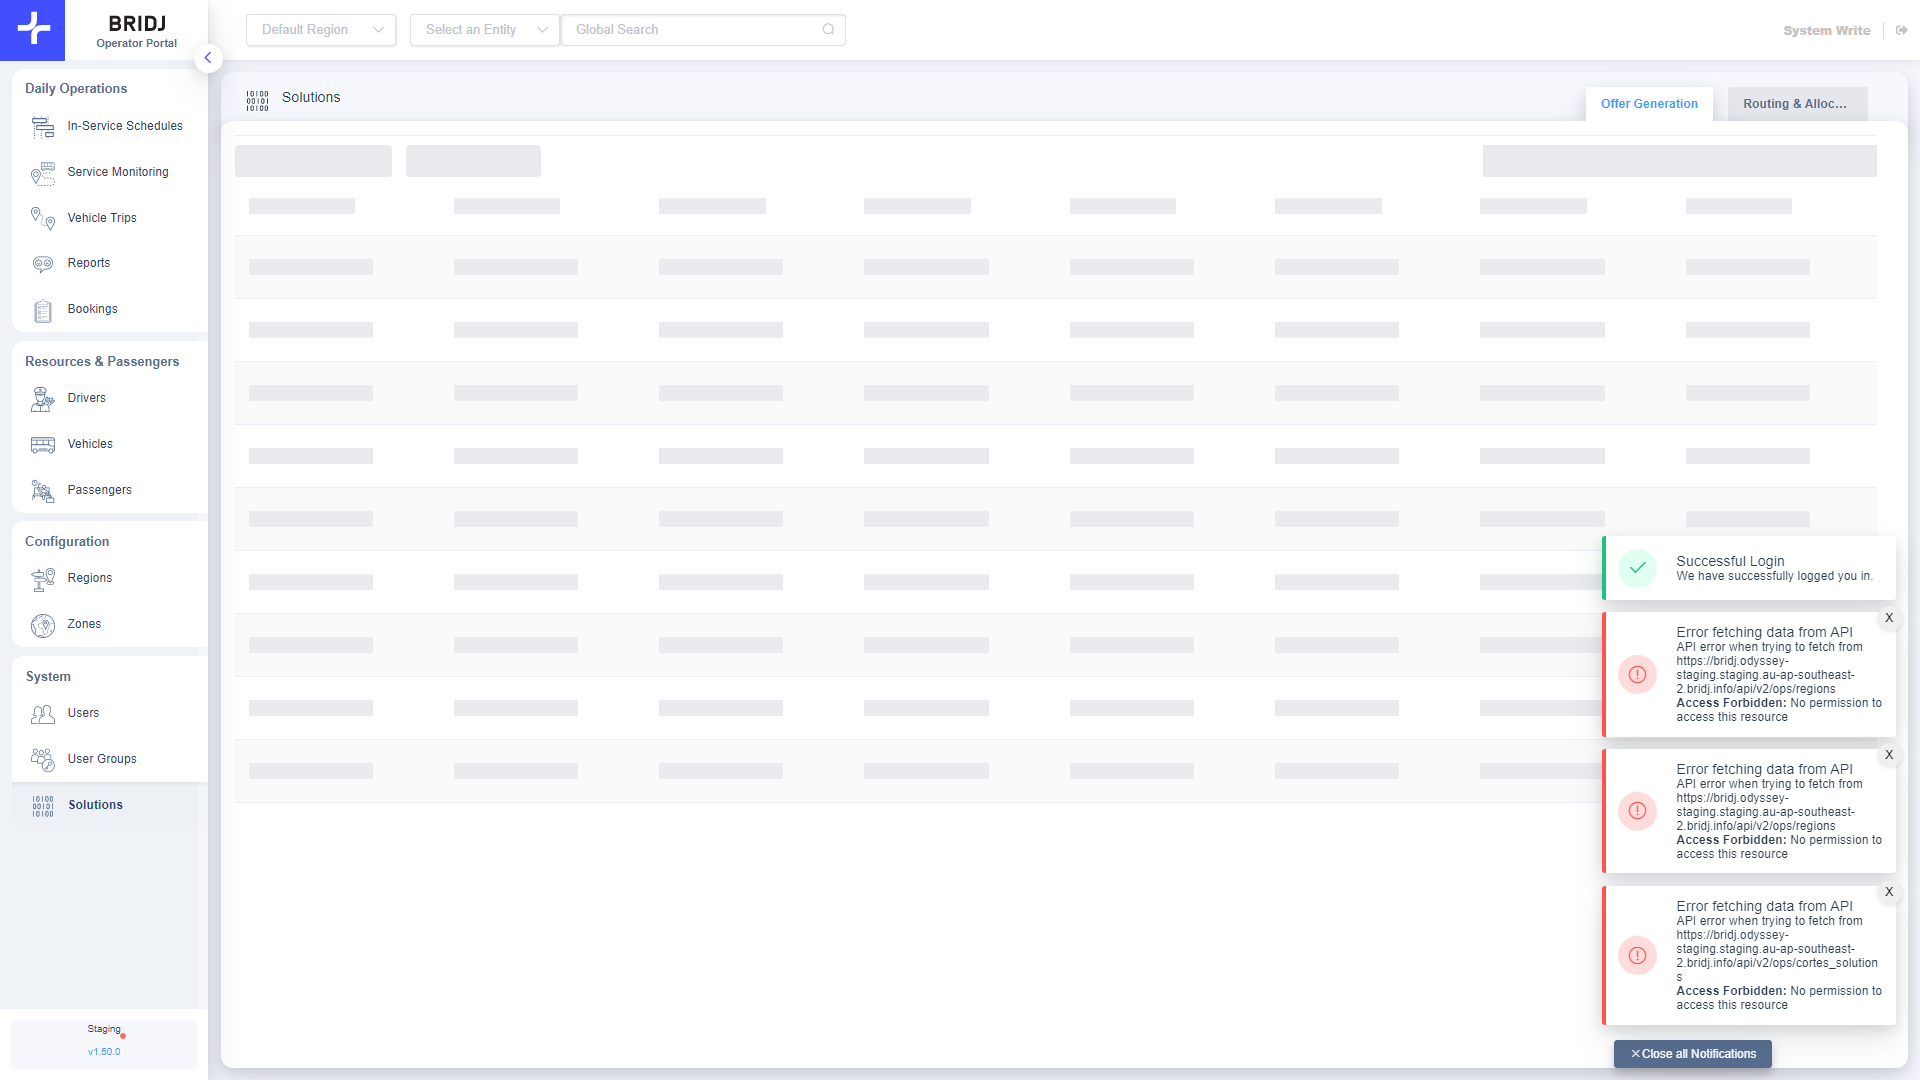 BRIDJ
Operator Portal
Default Region
Select an Entity
Global Search
System Write
Daily Operations
In-Service Schedules
Service Monitoring
Vehicle Trips
Reports
Bookings
Resources & Passengers
Drivers
Vehicles
Passengers
Configuration
Regions
Zones
System
Users
User Groups
10100
00101
10100
Solutions
Staging
v1.50.0
10100
00101
10100
Solutions
Offer Generation
Routing & Alloc...
Successful Login
We have successfully logged you in.
X
Error fetching data from API
API error when trying to fetch from
https://bridj.odyssey-
staging.staging.au-ap-southeast-
2.bridj.info/api/v2/ops/regions
Access Forbidden: No permission to
access this resource
X
Error fetching data from API
API error when trying to fetch from
https://bridj.odyssey-
staging.staging.au-ap-southeast-
2.bridj.info/api/v2/ops/regions
Access Forbidden: No permission to
access this resource
X
Error fetching data from API
API error when trying to fetch from
https://bridj.odyssey-
staging.staging.au-ap-southeast-
2.bridj.info/api/v2/ops/cortes_solution
s
Access Forbidden: No permission to
access this resource
Close all Notifications